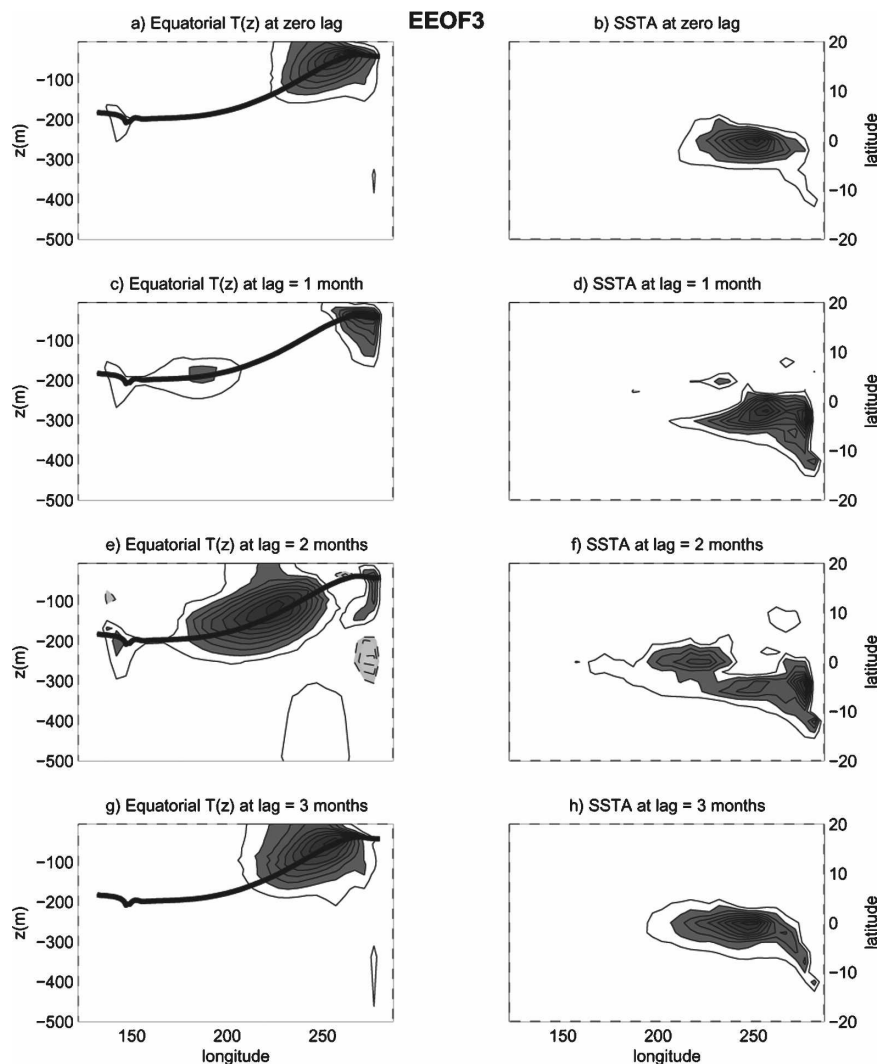 EEOF3
a) Equatorial T(z) at zero lag
b) SSTA at zero lag
z(m)
−100
−200
−300
−400
−500
20
10
0
−10
−20
latitude
c) Equatorial T(z) at lag = 1 month
d) SSTA at lag = 1 month
z(m)
−100
−200
−300
−400
−500
20
10
0
−10
−20
latitude
e) Equatorial T(z) at lag = 2 months
f) SSTA at lag = 2 months
z(m)
−100
−200
−300
−400
−500
20
10
0
−10
−20
latitude
g) Equatorial T(z) at lag = 3 months
h) SSTA at lag = 3 months
z(m)
−100
−200
−300
−400
−500
20
10
0
−10
−20
latitude
150 200 250
longitude
150 200 250
longitude